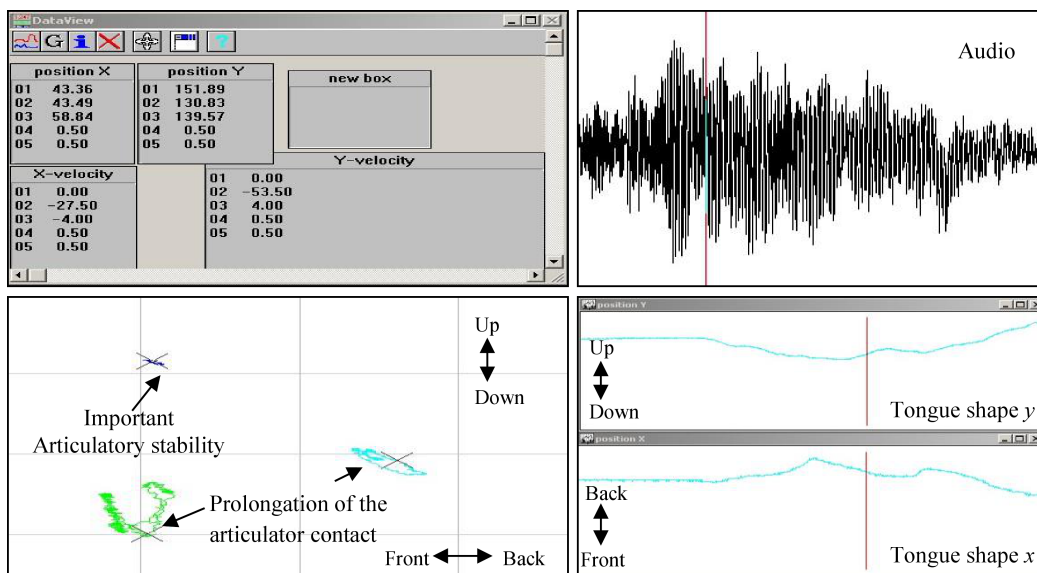 DataView
G i ?
position X
01 43.36
02 43.49
03 58.84
04 0.50
05 0.50
position Y
01 151.89
02 130.83
03 139.57
04 0.50
05 0.50
new box
X-velocity
01 0.00
02 -27.50
03 -4.00
04 0.50
05 0.50
Y-velocity
01 0.00
02 -53.50
03 4.00
04 0.50
05 0.50
Audio
Up
Down
Important
Articulatory stability
Prolongation of the
articulator contact
Front
Back
position Y
Up
Down
Tongue shape y
position X
Back
Front
Tongue shape x